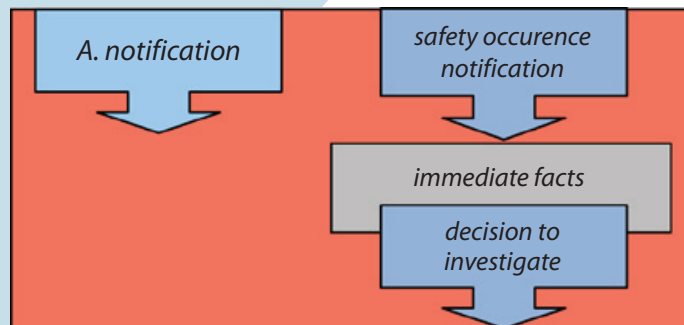 A. notification
safety occurence
notification
immediate facts
decision to
investigate